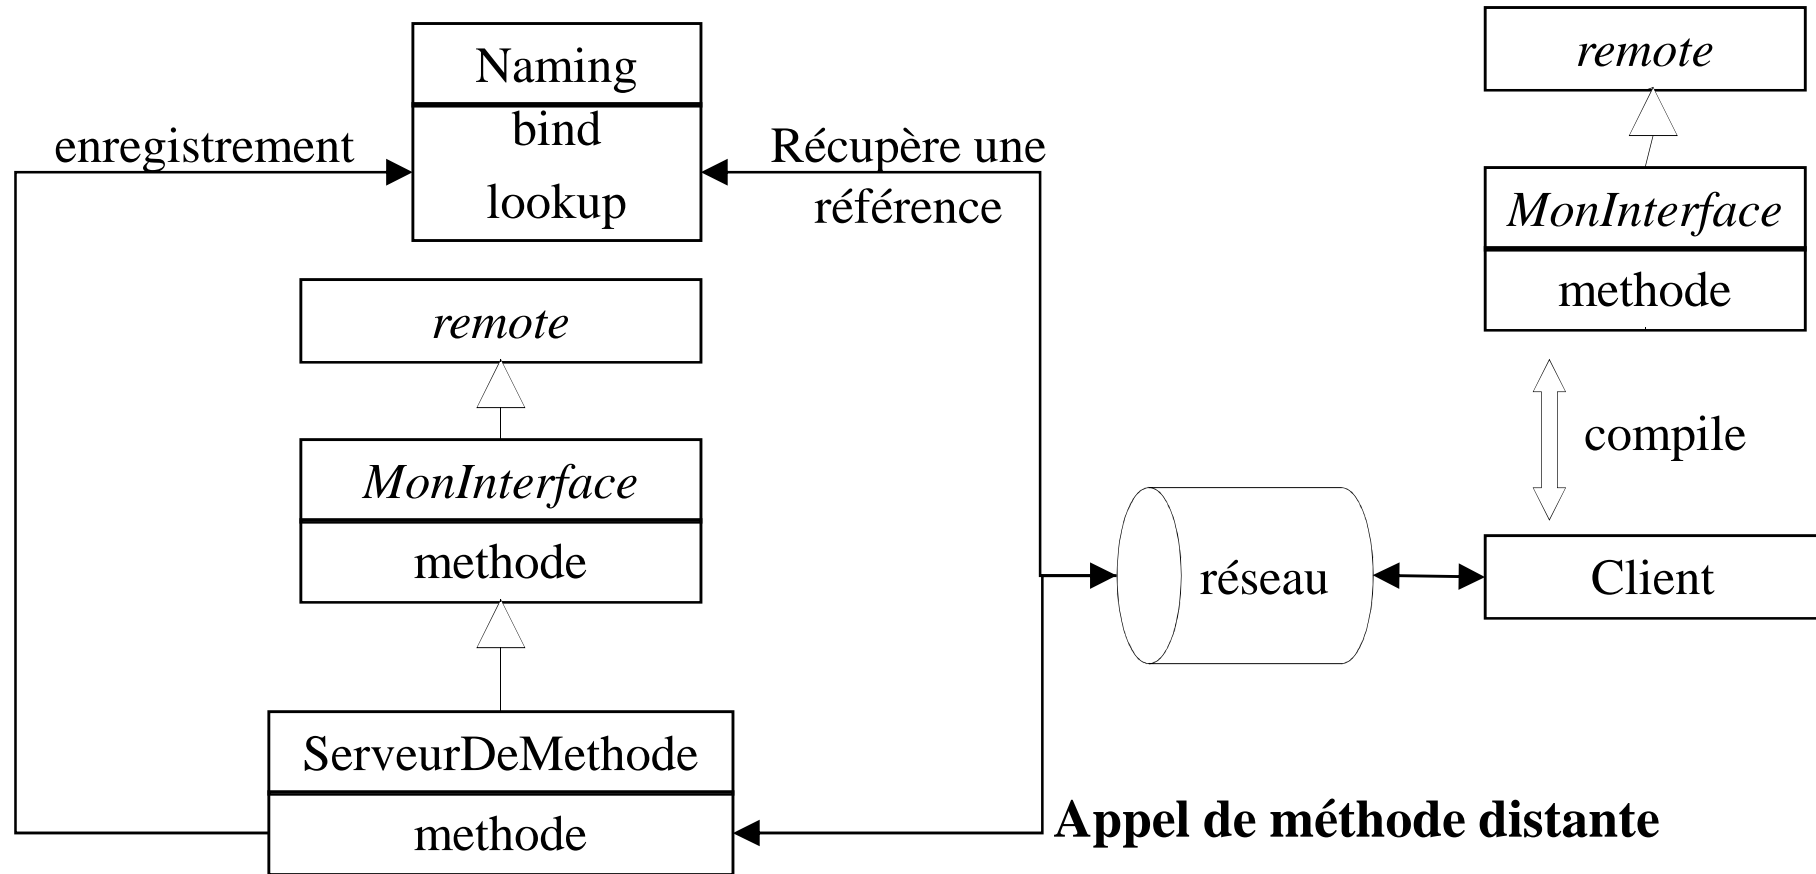 Naming
bind
lookup
enregistrement
Récupère une
référence
remote
MonInterface
methode
ServeurDeMethode
methode
remote
MonInterface
methode
compile
réseau
Client
Appel de méthode distante